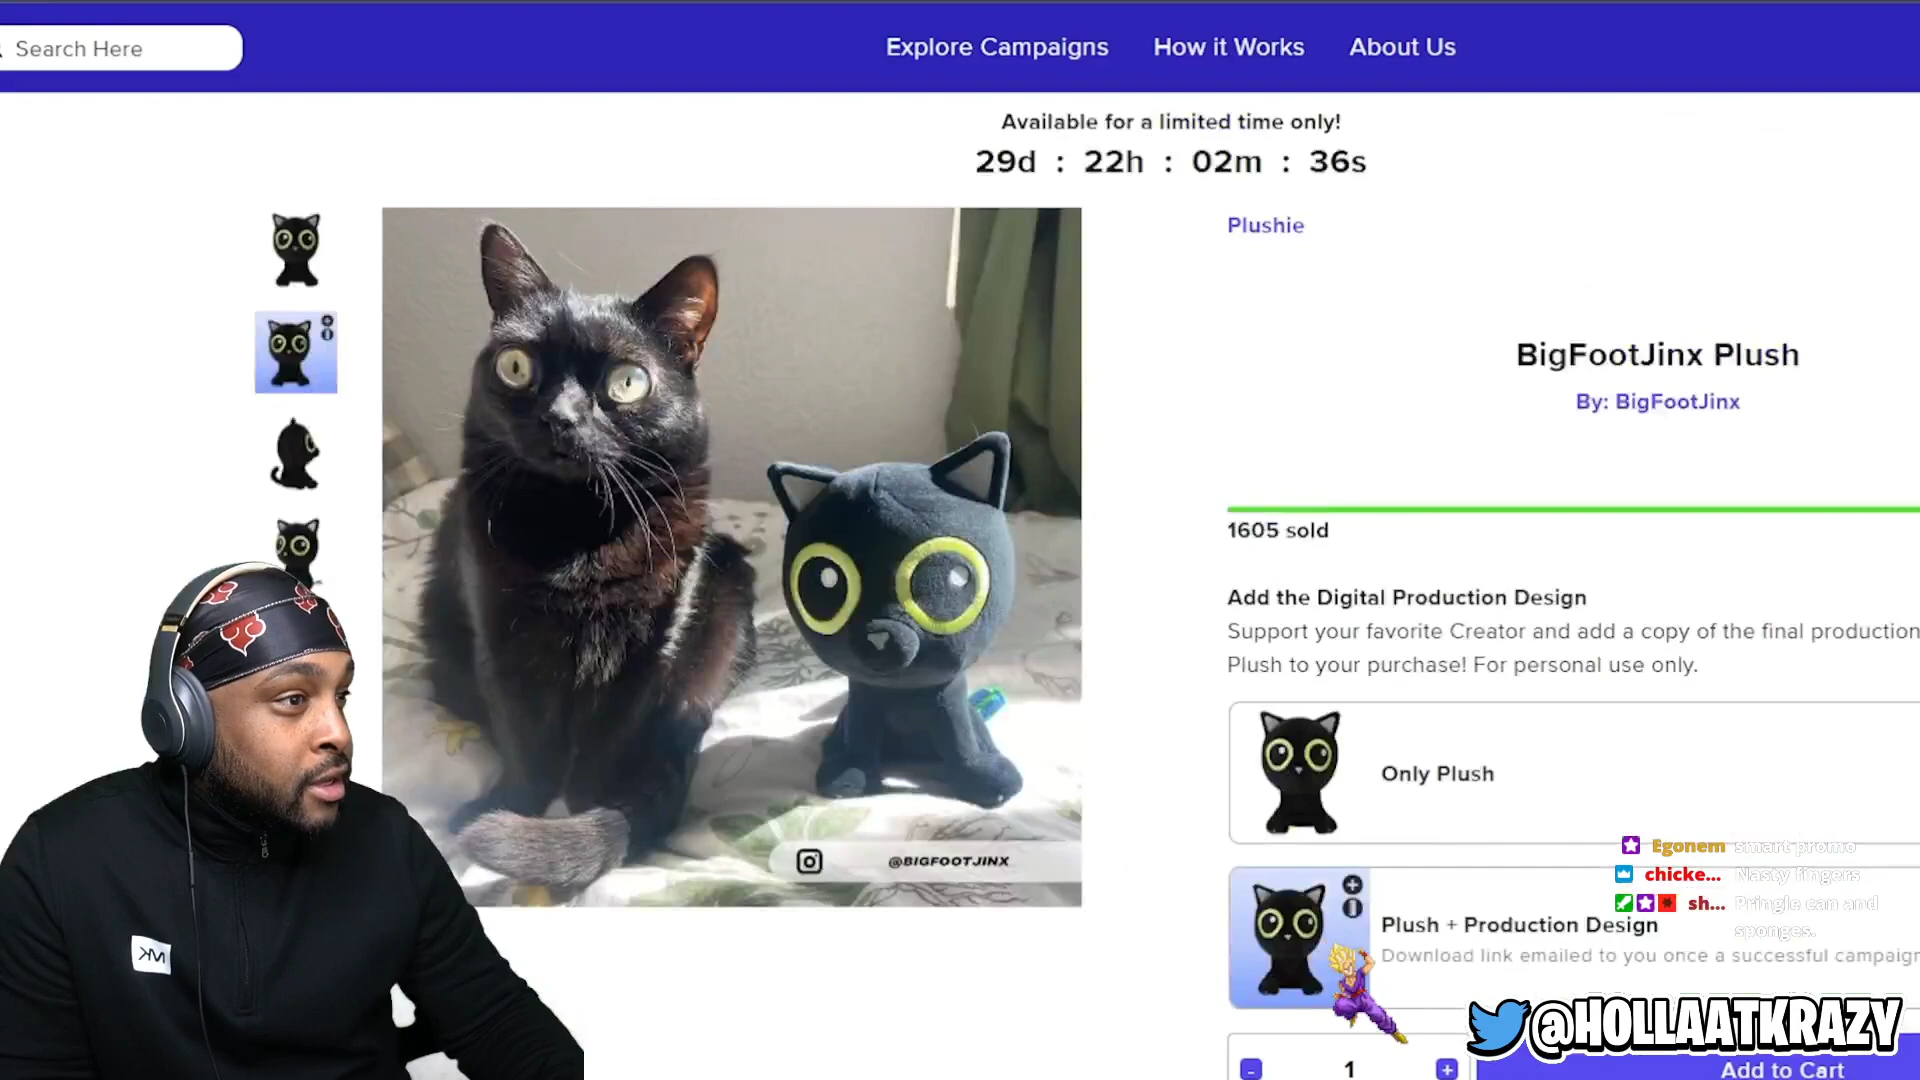 Search Here
Explore Campaigns
How it Works
About Us
Available for a limited time only!
29d : 22h : 02m : 36s
Plushie
BigFootJinx Plush
By: BigFootJinx
1605 sold
Add the Digital Production Design
Support your favorite Creator and add a copy of the final production
Plush to your purchase! For personal use only.
Only Plush
@BIGFOOTJINX
Egonem smart promo
chicke... Nasty fingers
sh... Pringle can and
sponges.
Plush + Production Design
Download link emailed to you once a successful campaign
@HOLLAATKRAZY
- 1 +
Add to Cart